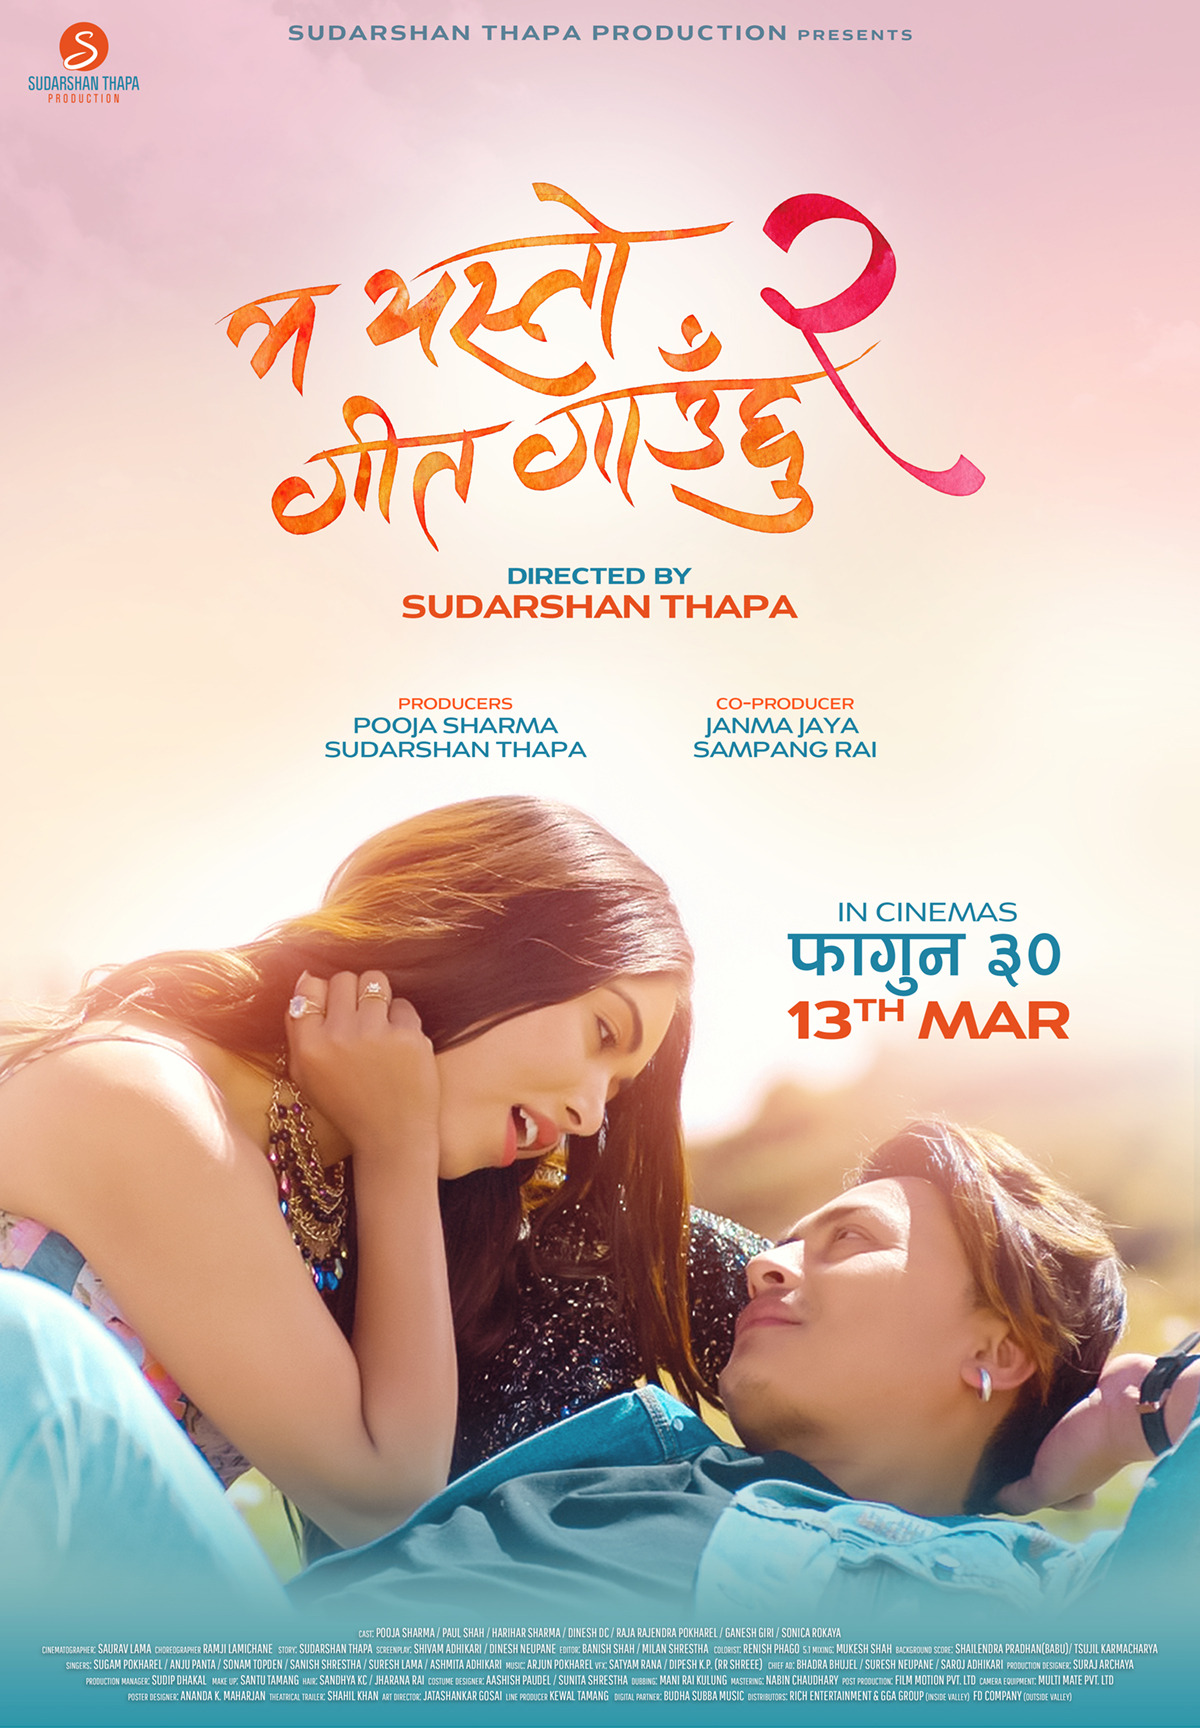 SUDARSHAN THAPA PRODUCTION PRESENTS
S
SUDARSHAN THAPA
PRODUCTION
म यस्तो २
गीत गाउँछु
DIRECTED BY
SUDARSHAN THAPA
PRODUCERS
POOJA SHARMA
SUDARSHAN THAPA
CO-PRODUCER
JANMA JAYA
SAMPANG RAI
IN CINEMAS
फागुन ३०
13TH MAR
CAST: POOJA SHARMA / PAUL SHAH / HARIHAR SHARMA / DINESH DC / RAJA RAJENDRA POKHAREL / GANESH GIRI / SONICA ROKAYA
CINEMATOGRAPHER: SAURAV LAMA CHOREOGRAPHER RAMJI LAMICHANE STORY: SUDARSHAN THAPA SCREENPLAY: SHIVAM ADHIKARI / DINESH NEUPANE EDITOR: BANISH SHAH / MILAN SHRESTHA COLORIST: RENISH PHAGO 5.1 MIXING: MUKESH SHAH BACKGROUND SCORE: SHAILENDRA PRADHAN(BABU)/ TSUJIL KARMACHARYA
SINGERS: SUGAM POKHAREL / ANJU PANTA / SONAM TOPDEN / SANISH SHRESTHA / SURESH LAMA / ASHMITA ADHIKARI MUSIC: ARJUN POKHAREL VFX: SATYAM RANA / DIPESH K.P. (RR SHREEE) CHIEF AD: BHADRA BHUJEL / SURESH NEUPANE / SAROJ ADHIKARI PRODUCTION DESIGNER: SURAJ ARCHAYA
PRODUCTION MANAGER: SUDIP DHAKAL MAKE UP: SANTU TAMANG HAIR: SANDHYA KC / JHARANA RAI COSTUME DESIGNER: AASHISH PAUDEL / SUNITA SHRESTHA DUBBING: MANI RAI KULUNG MASTERING: NABIN CHAUDHARY POST PRODUCTION: FILM MOTION PVT. LTD CAMERA EQUIPMENT: MULTI MATE PVT. LTD
POSTER DESIGNER: ANANDA K. MAHARJAN THEATRICAL TRAILER: SHAHIL KHAN ART DIRECTOR: JATASHANKAR GOSAI LINE PRODUCER KEWAL TAMANG DIGITAL PARTNER: BUDHA SUBBA MUSIC DISTRIBUTORS: RICH ENTERTAINMENT & GGA GROUP (INSIDE VALLEY) FD COMPANY (OUTSIDE VALLEY)